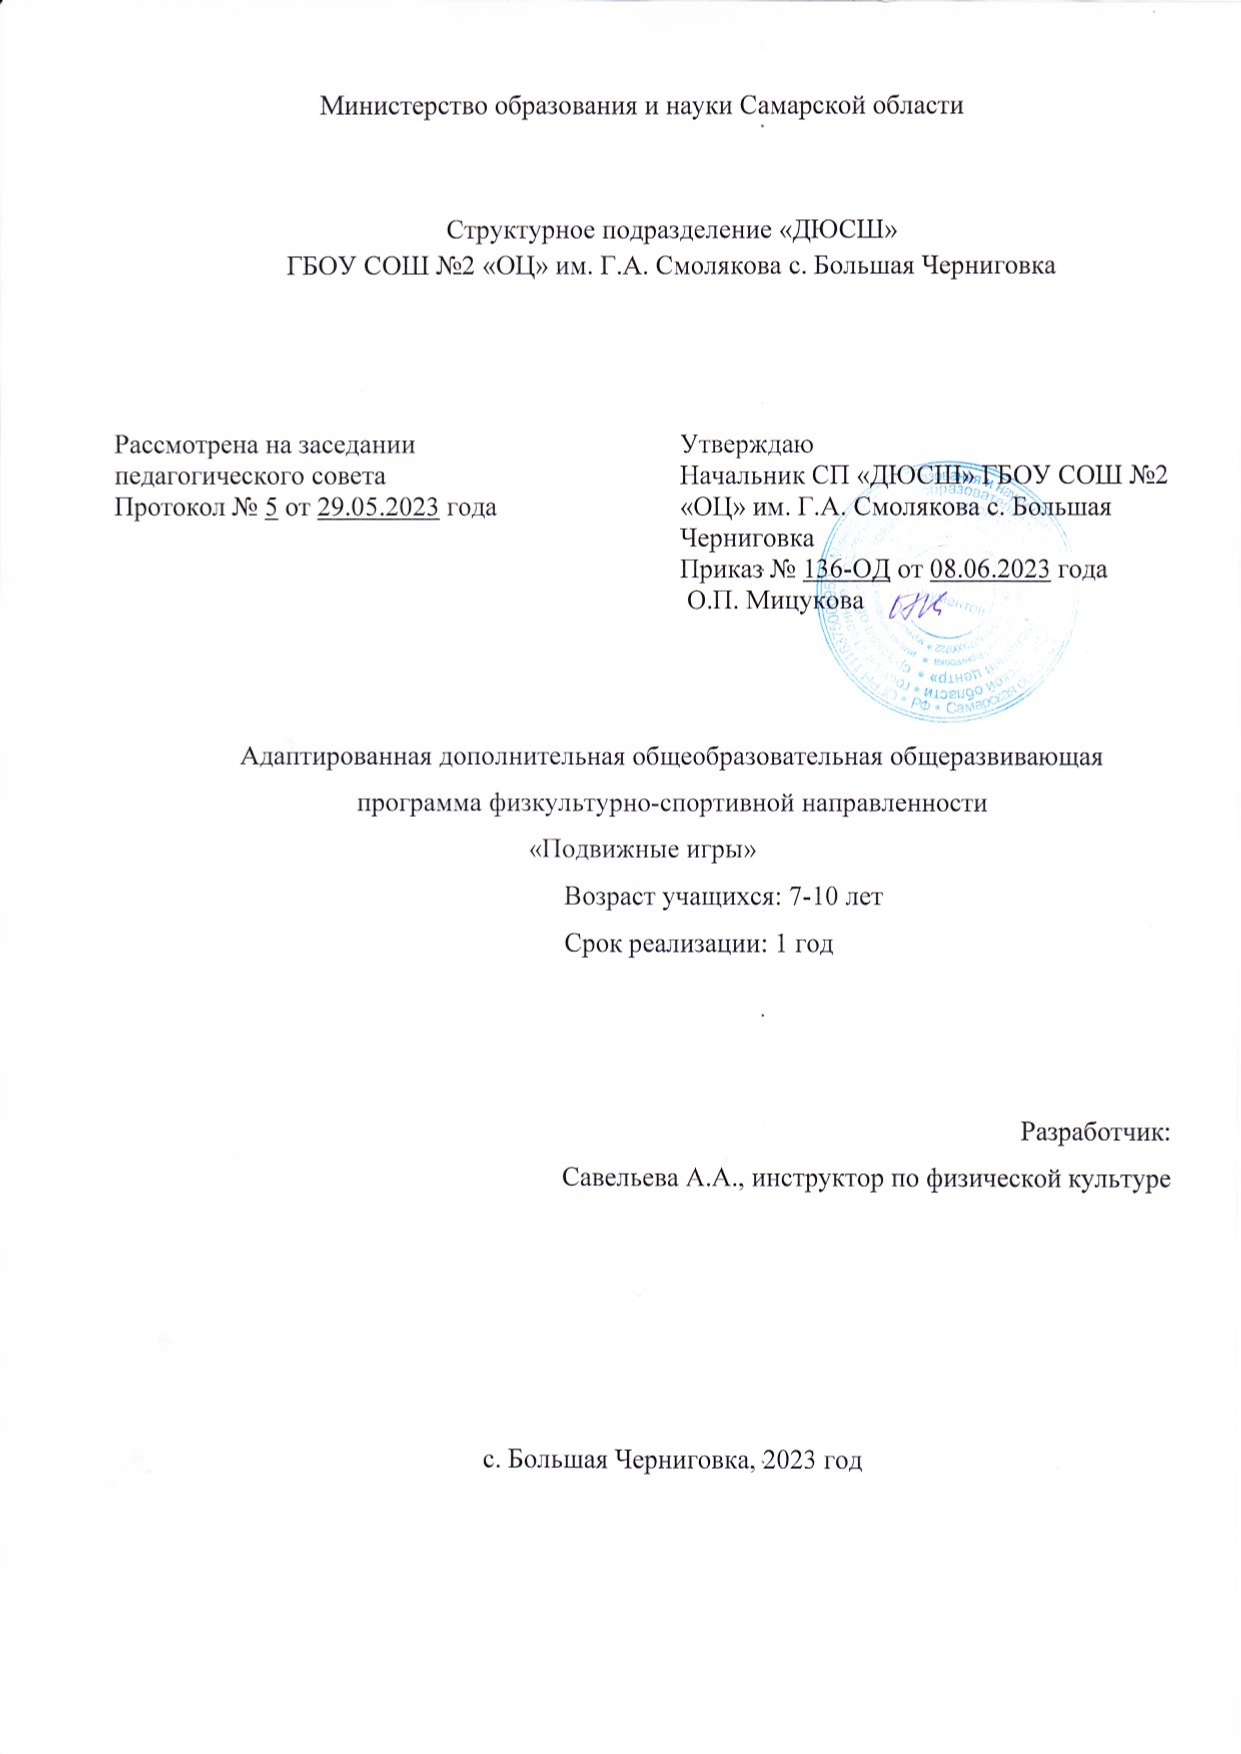 Министерство образования и науки Самарской области
Структурное подразделение «ДЮСШ»
ГБОУ СОШ №2 «ОЦ» им. Г.А. Смолякова с. Большая Черниговка
Рассмотрена на заседании
педагогического совета
Протокол № 5 от 29.05.2023 года
Утверждаю
Начальник СП «ДЮСШ» ГБОУ СОШ №2
«ОЦ» им. Г.А. Смолякова с. Большая
Черниговка
Приказ № 136-ОД от 08.06.2023 года
О.П. Мицукова
РФ • Самарская
Адаптированная дополнительная общеобразовательная общеразвивающая
программа физкультурно-спортивной направленности
«Подвижные игры»
Возраст учащихся: 7-10 лет
Срок реализации: 1 год
Разработчик:
Савельева А.А., инструктор по физической культуре
с. Большая Черниговка, 2023 год